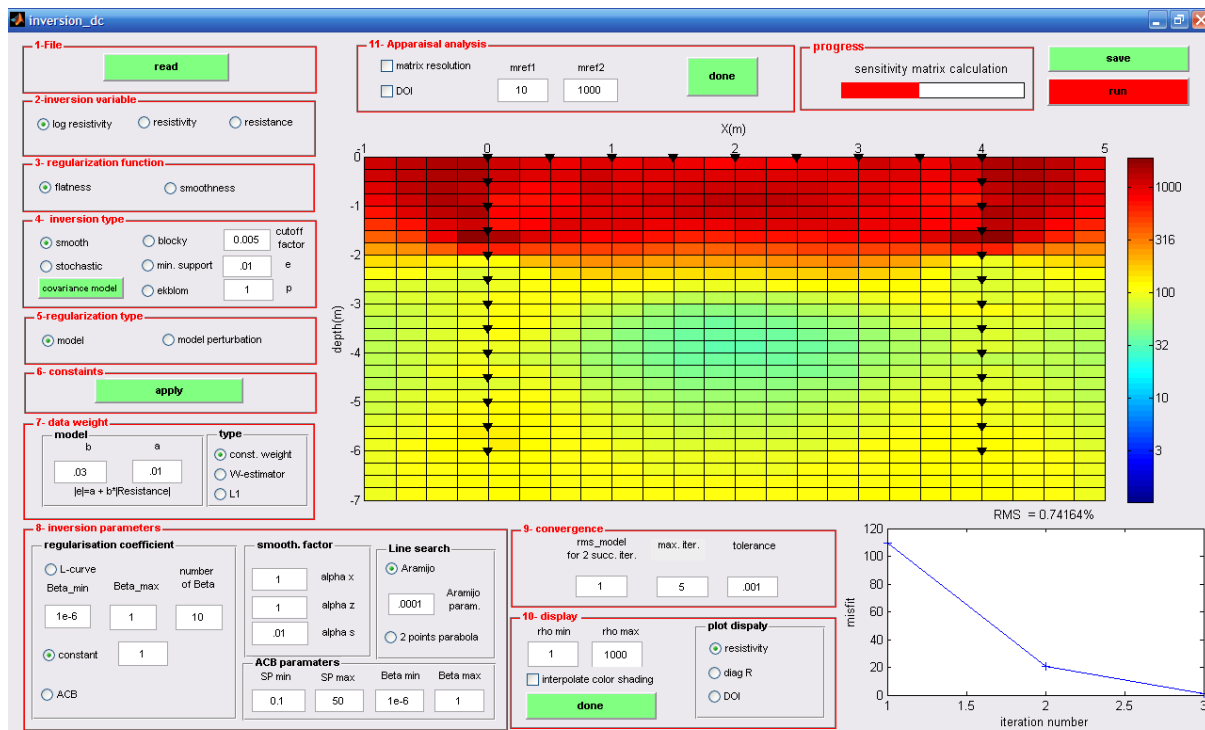 inversion_dc
1-File
read
2-inversion variable
log resistivity
resistivity
resistance
3- regularization function
flatness
smoothness
4- inversion type
smooth
blocky
0.005
cutoff
factor
stochastic
min. support
.01
e
covariance model
ekblom
1
p
5-regularization type
model
model perturbation
6- constaints
apply
7- data weight
model
b
a
.03
.01
|e|=a + b*|Resistance|
type
const. weight
W-estimator
L1
11- Appraisal analysis
matrix resolution
DOI
mref1
mref2
10
1000
done
progress
sensitivity matrix calculation
save
run
X(m)
-1 0 1 2 3 4 5
depth(m)
0
-1
-2
-3
-4
-5
-6
-7
1000
316
100
32
10
3
RMS = 0.74164%
8- inversion parameters
regularisation coefficient
L-curve
Beta_min
Beta_max
number
of Beta
1e-6
1
10
constant
1
ACB
smooth. factor
1
alpha x
1
alpha z
.01
alpha s
Line search
Aramijo
.0001
Aramijo
param.
2 points parabola
ACB paramaters
SP min
SP max
Beta min
Beta max
0.1
50
1e-6
1
9- convergence
rms_model
for 2 succ. iter.
max. iter.
tolerance
1
5
.001
10- display
rho min
rho max
1
1000
interpolate color shading
done
plot dispaly
resistivity
diag R
DOI
misfit
120
100
80
60
40
20
0
1 1.5 2 2.5 3
iteration number